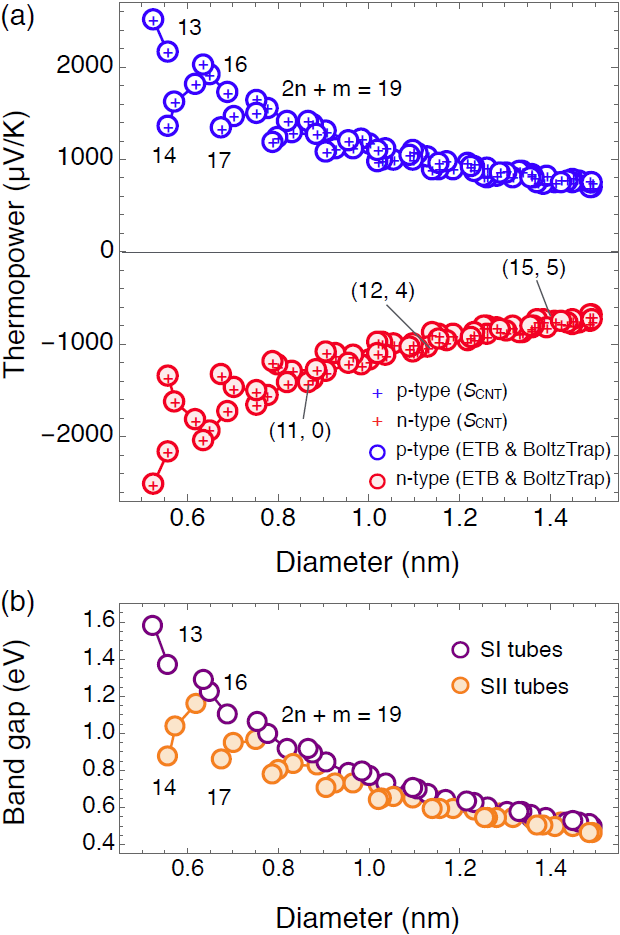 (a)
Thermopower (μV/K)
2000
1000
0
−1000
−2000
13
16
2n + m = 19
14
17
(15, 5)
(12, 4)
(11, 0)
+ p-type (SCNT)
+ n-type (SCNT)
p-type (ETB & BoltzTrap)
n-type (ETB & BoltzTrap)
0.6 0.8 1.0 1.2 1.4
Diameter (nm)
(b)
Band gap (eV)
1.6
1.4
1.2
1.0
0.8
0.6
0.4
13
16
2n + m = 19
14
17
SI tubes
SII tubes
0.6 0.8 1.0 1.2 1.4
Diameter (nm)